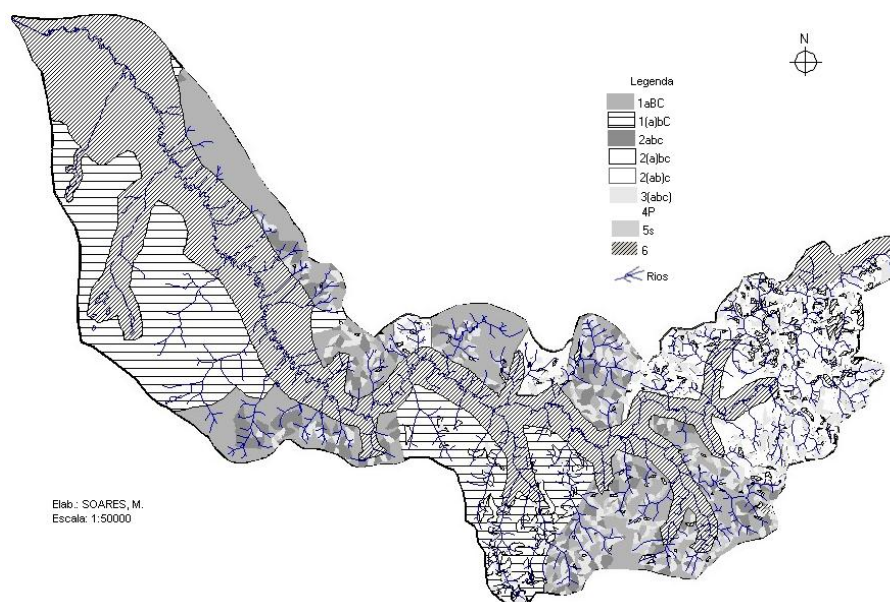 N
Legenda
1aBC
1(a)bC
2abc
2(a)bc
2(ab)c
3(abc)
4P
5s
6
Rios
Elab.: SOARES, M.
Escala: 1:50000